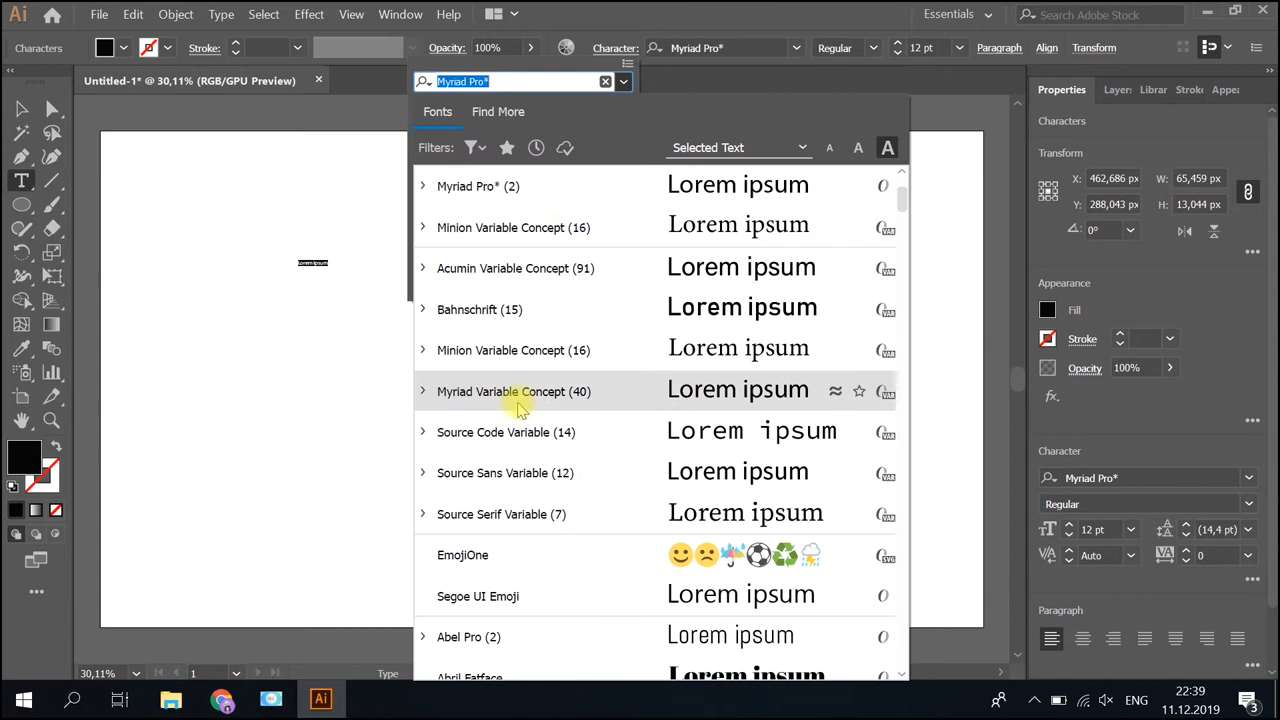 Ai File Edit Object Type Select Effect View Window Help Essentials Search Adobe Stock
Characters Stroke: Opacity: 100% Character: Myriad Pro* Regular 12 pt Paragraph Align Transform
Untitled-1* @ 30,11% (RGB/GPU Preview)
Myriad Pro*
Fonts Find More
Filters: Selected Text A A A
Myriad Pro* (2) Lorem ipsum
Minion Variable Concept (16) Lorem ipsum
Acumin Variable Concept (91) Lorem ipsum
Bahnschrift (15) Lorem ipsum
Minion Variable Concept (16) Lorem ipsum
Myriad Variable Concept (40) Lorem ipsum
Source Code Variable (14) Lorem ipsum
Source Sans Variable (12) Lorem ipsum
Source Serif Variable (7) Lorem ipsum
EmojiOne
Segoe UI Emoji Lorem ipsum
Abel Pro (2) Lorem ipsum
Abril Fatface Lorem ipsum
Lorem ipsum
Properties Layer: Librar Stroke Appe:
Characters
Transform
X: 462,686 px W: 65,459 px
Y: 288,043 px H: 13,044 px
0°
Appearance
Fill
Stroke
Opacity 100%
fx.
Character
Myriad Pro*
Regular
12 pt (14,4 pt)
Auto 0
Paragraph
30,11% 1 Type
Ai ENG 22:39
11.12.2019 3